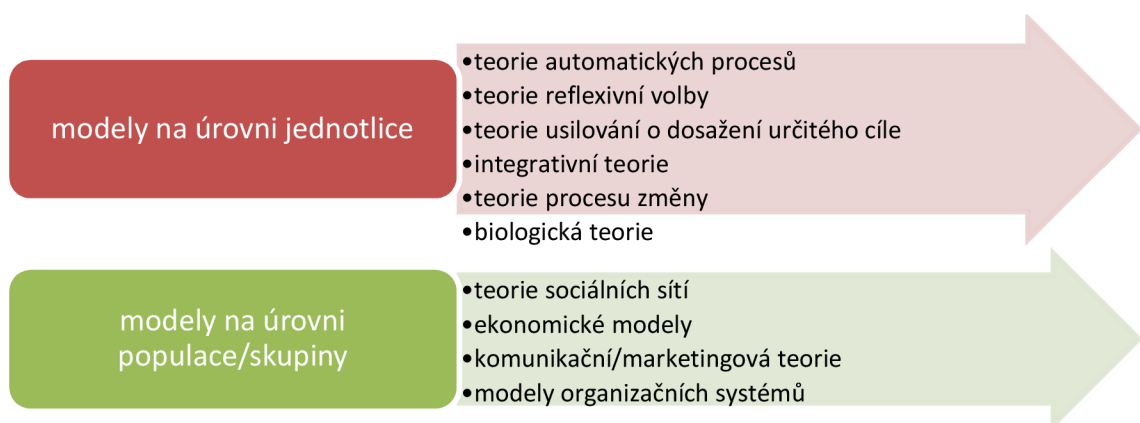 modely na úrovni jednotlice
•teorie automatických procesů
•teorie reflexivní volby
•teorie usilování o dosažení určitého cíle
•integrativní teorie
•teorie procesu změny
•biologická teorie
modely na úrovni
populace/skupiny
•teorie sociálních sítí
•ekonomické modely
•komunikační/marketingová teorie
•modely organizačních systémů